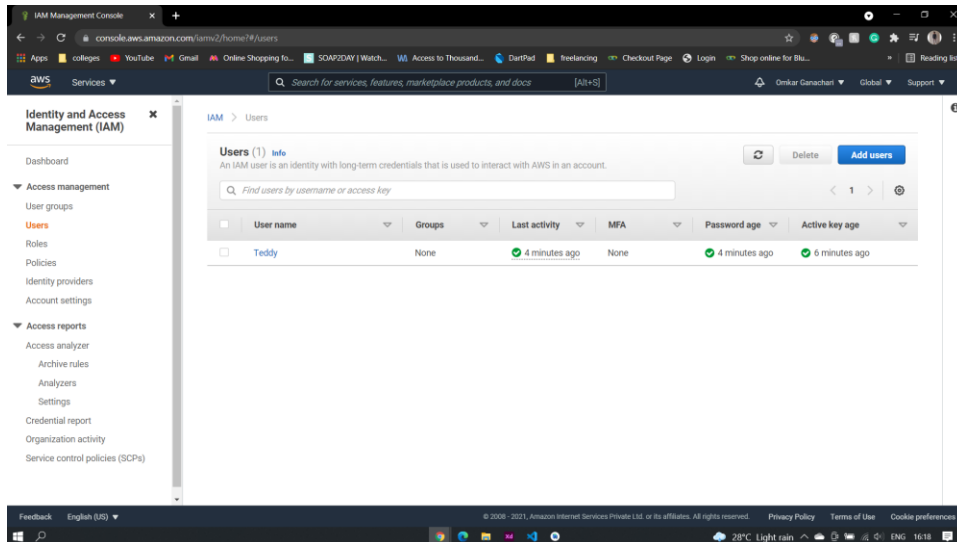 IAM Management Console
console.aws.amazon.com/iamv2/home?#/users
Apps colleges YouTube Gmail Online Shopping fo... SOAP2DAY | Watch... Access to Thousand... DartPad freelancing Checkout Page Login Shop online for Blu... » Reading list
aws Services Search for services, features, marketplace products, and docs [Alt+S] Omkar Ganachari Global Support
Identity and Access
Management (IAM)
Dashboard
Access management
User groups
Users
Roles
Policies
Identity providers
Account settings
Access reports
Access analyzer
Archive rules
Analyzers
Settings
Credential report
Organization activity
Service control policies (SCPs)
IAM > Users
Users (1) Info
An IAM user is an identity with long-term credentials that is used to interact with AWS in an account.
Delete Add users
Find users by username or access key
1
User name Groups Last activity MFA Password age Active key age
Teddy None 4 minutes ago None 4 minutes ago 6 minutes ago
Feedback English (US) © 2008 - 2021, Amazon Internet Services Private Ltd. or its affiliates. All rights reserved. Privacy Policy Terms of Use Cookie preferences
28°C Light rain ENG 16:18